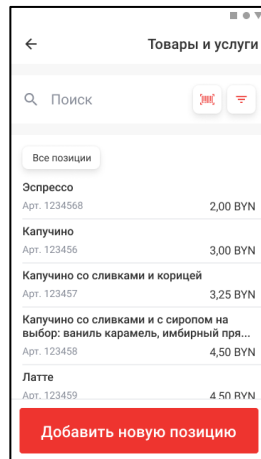 Товары и услуги
Поиск
Все позиции
Эспрессо
Арт. 1234568 2,00 BYN
Капучино
Арт. 123456 3,00 BYN
Капучино со сливками и корицей
Арт. 123457 3,25 BYN
Капучино со сливками и с сиропом на
выбор: ваниль карамель, имбирный пря...
Арт. 123458 4,50 BYN
Латте
Арт. 123459 4,50 BYN
Добавить новую позицию